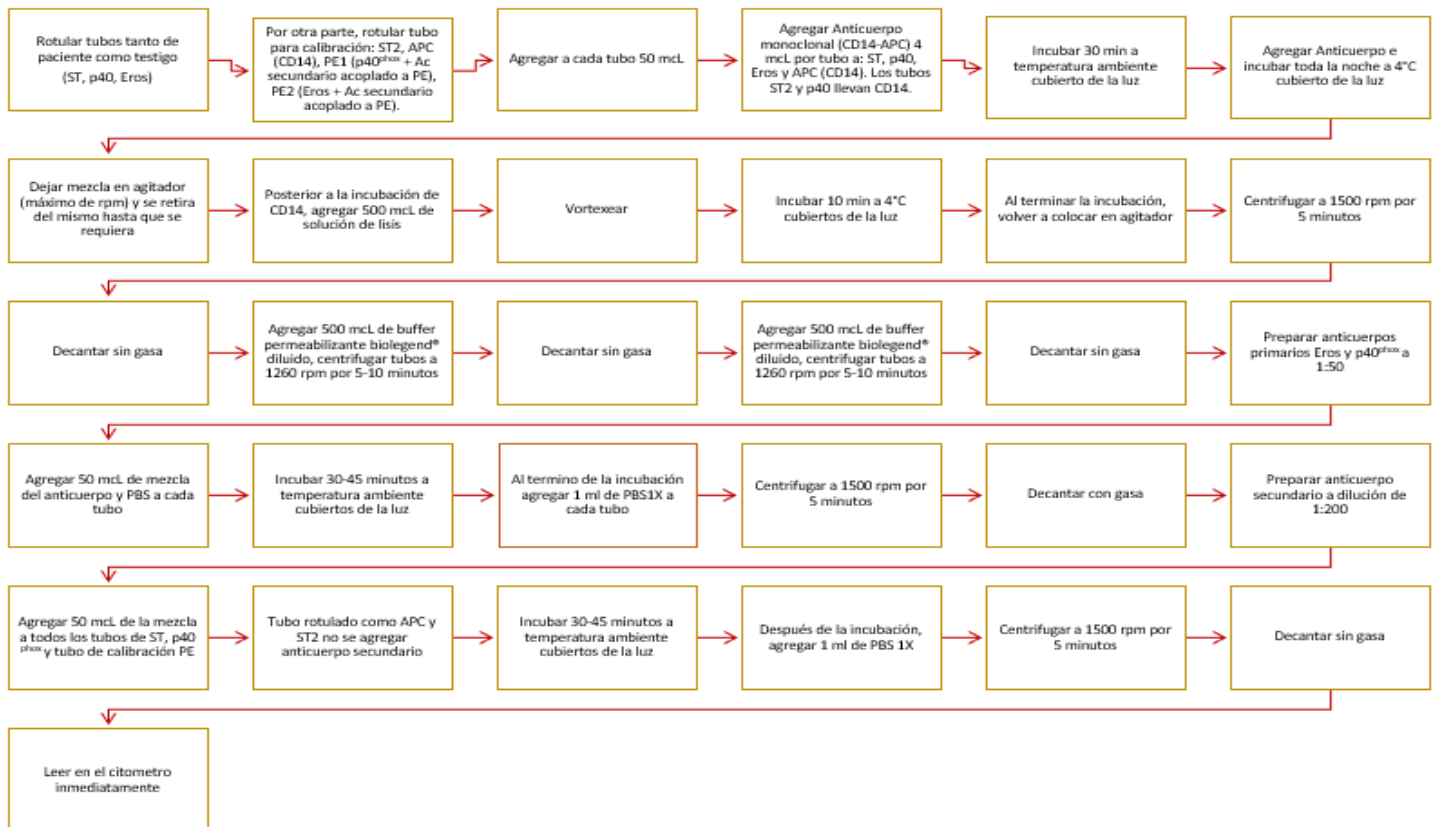 Rotular tubos tanto de
paciente como testigo
(ST, p40, Eros)
Por otra parte, rotular tubo
para calibración: ST2, APC
(CD14), PE1 (p40phox + Ac
secundario acoplado a PE),
PE2 (Eros + Ac secundario
acoplado a PE).
Agregar a cada tubo 50 mcL
Agregar Anticuerpo
monoclonal (CD14-APC) 4
mcL por tubo a: ST, p40,
Eros y APC (CD14). Los tubos
ST2 y p40 llevan CD14.
Incubar 30 min a
temperatura ambiente
cubierto de la luz
Agregar Anticuerpo e
incubar toda la noche a 4°C
cubierto de la luz
Dejar mezcla en agitador
(máximo de rpm) y se retira
del mismo hasta que se
requiera
Posterior a la incubación de
CD14, agregar 500 mcL de
solución de lisis
Vortexear
Incubar 10 min a 4°C
cubiertos de la luz
Al terminar la incubación,
volver a colocar en agitador
Centrifugar a 1500 rpm por
5 minutos
Decantar sin gasa
Agregar 500 mcL de buffer
permeabilizante biolegend®
diluido, centrifugar tubos a
1260 rpm por 5-10 minutos
Decantar sin gasa
Agregar 500 mcL de buffer
permeabilizante biolegend®
diluido, centrifugar tubos a
1260 rpm por 5-10 minutos
Decantar sin gasa
Preparar anticuerpos
primarios Eros y p40phox a
1:50
Agregar 50 mcL de mezcla
del anticuerpo y PBS a cada
tubo
Incubar 30-45 minutos a
temperatura ambiente
cubiertos de la luz
Al termino de la incubación
agregar 1 ml de PBS1X a
cada tubo
Centrifugar a 1500 rpm por
5 minutos
Decantar con gasa
Preparar anticuerpo
secundario a dilución de
1:200
Agregar 50 mcL de la mezcla
a todos los tubos de ST, p40
phox y tubo de calibración PE
Tubo rotulado como APC y
ST2 no se agregar
anticuerpo secundario
Incubar 30-45 minutos a
temperatura ambiente
cubiertos de la luz
Después de la incubación,
agregar 1 ml de PBS 1X
Centrifugar a 1500 rpm por
5 minutos
Decantar sin gasa
Leer en el citometro
inmediatamente